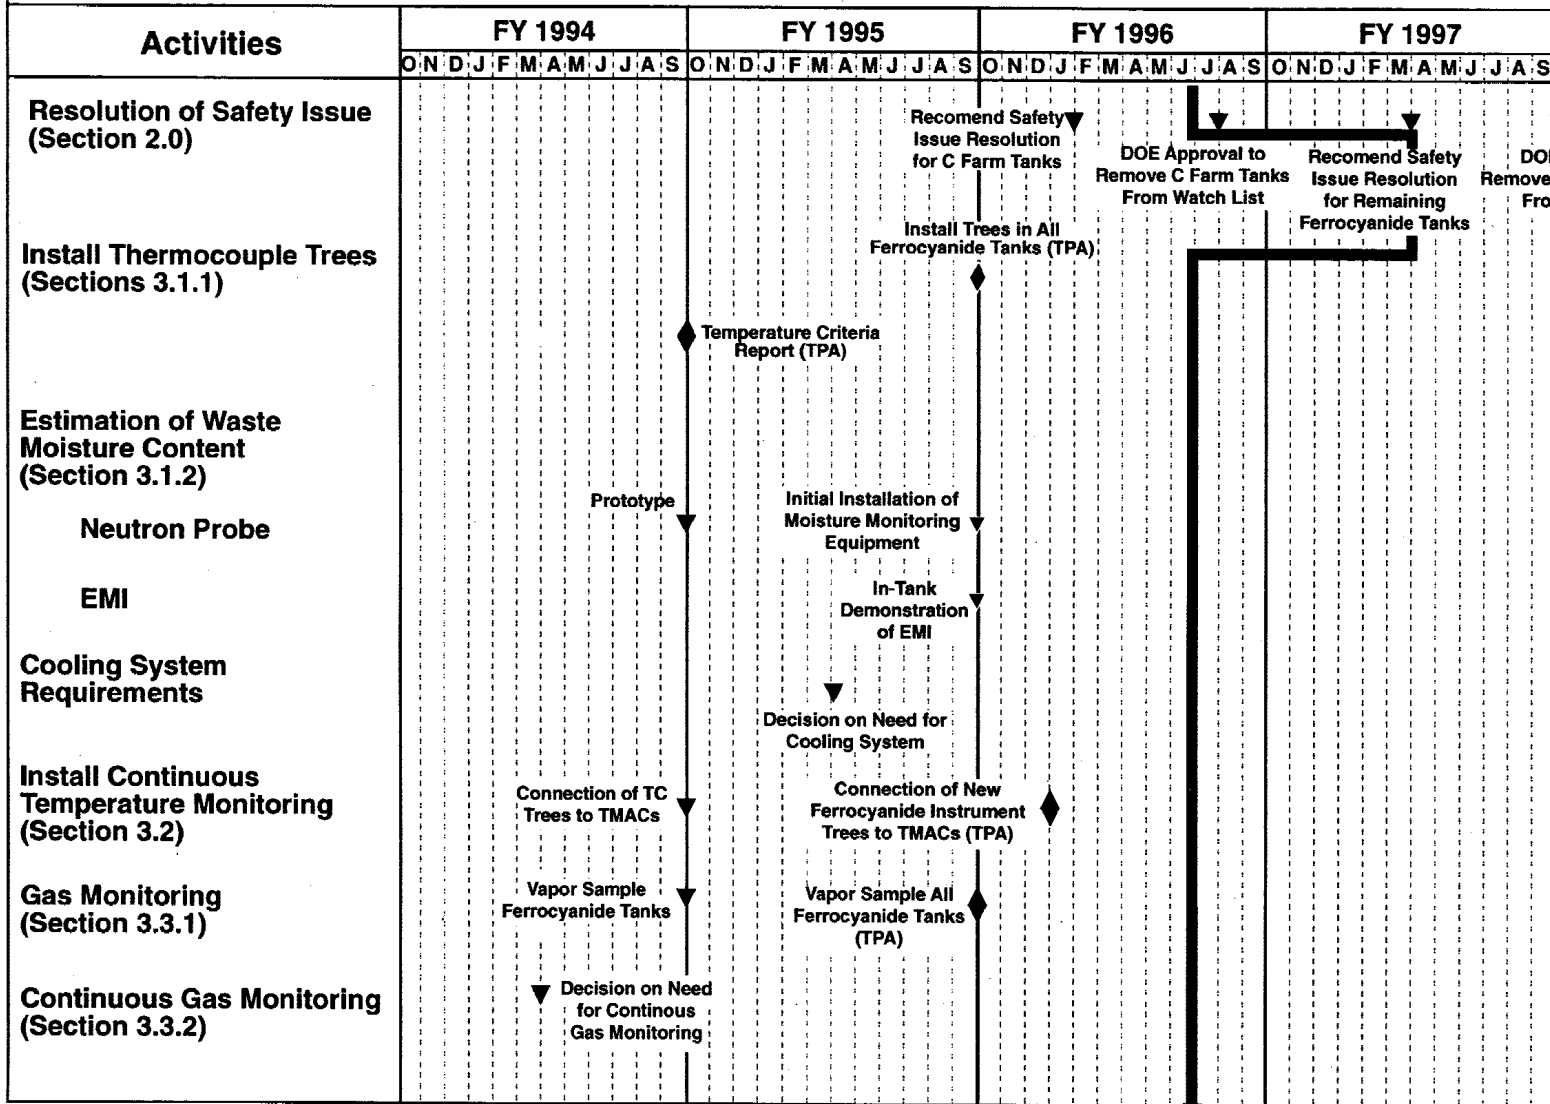 Activities
FY 1994
FY 1995
FY 1996
FY 1997
O N D J F M A M J J A S O N D J F M A M J J A S O N D J F M A M J J A S O N D J F M A M J J A S
Resolution of Safety Issue
(Section 2.0)
Recomend Safety
Issue Resolution
for C Farm Tanks
DOE Approval to
Remove C Farm Tanks
From Watch List
Recomend Safety
Issue Resolution
for Remaining
Ferrocyanide Tanks
Remove
Install Thermocouple Trees
(Sections 3.1.1)
Install Trees in All
Ferrocyanide Tanks (TPA)
Temperature Criteria
Report (TPA)
Estimation of Waste
Moisture Content
(Section 3.1.2)
Neutron Probe
Prototype
Initial Installation of
Moisture Monitoring
Equipment
EMI
In-Tank
Demonstration
of EMI
Cooling System
Requirements
Decision on Need for
Cooling System
Install Continuous
Temperature Monitoring
(Section 3.2)
Connection of TC
Trees to TMACs
Connection of New
Ferrocyanide Instrument
Trees to TMACs (TPA)
Gas Monitoring
(Section 3.3.1)
Vapor Sample
Ferrocyanide Tanks
Vapor Sample All
Ferrocyanide Tanks
(TPA)
Continuous Gas Monitoring
(Section 3.3.2)
Decision on Need
for Continous
Gas Monitoring